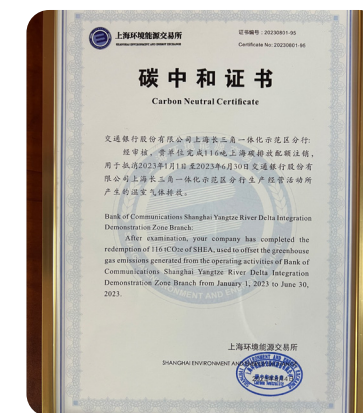 上海环境能源交易所
SHANGHAI ENVIRONMENT AND ENERGY EXCHANGE
证书编号：20230801-95
Certificate No: 20230801-95
碳中和证书
Carbon Neutral Certificate
交通银行股份有限公司上海长三角一体化示范区分行:
经审核，贵单位完成116吨上海碳排放配额注销，
用于抵消2023年1月1日至2023年6月30日交通银行股份有
限公司上海长三角一体化示范区分行生产经营活动所
产生的温室气体排放。
Bank of Communications Shanghai Yangtze River Delta Integration
Demonstration Zone Branch:
After examination, your company has completed the
redemption of 116 tCO2e of SHEA, used to offset the greenhouse
gas emissions generated from the operating activities of Bank of
Communications Shanghai Yangtze River Delta Integration
Demonstration Zone Branch from January 1, 2023 to June 30,
2023.
上海环境能源交易所
SHANGHAI ENVIRONMENT AND